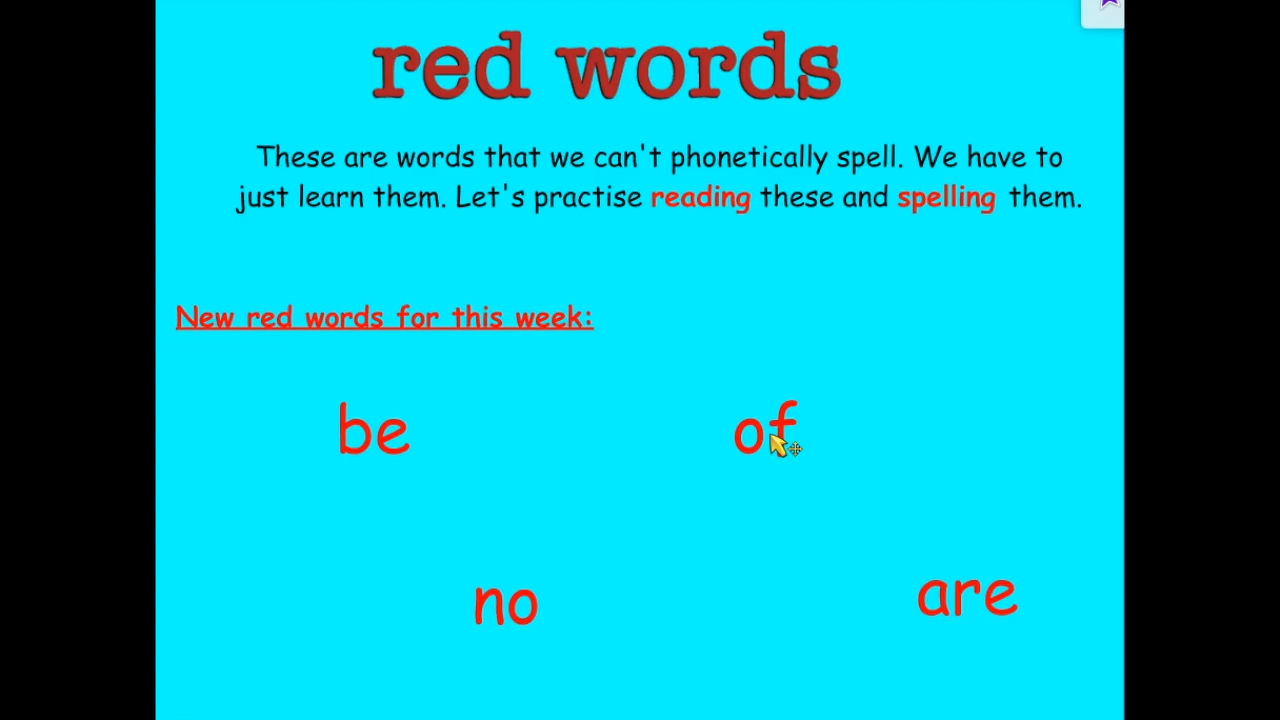 red words
These are words that we can't phonetically spell. We have to
just learn them. Let's practise reading these and spelling them.
New red words for this week:
be of
no are